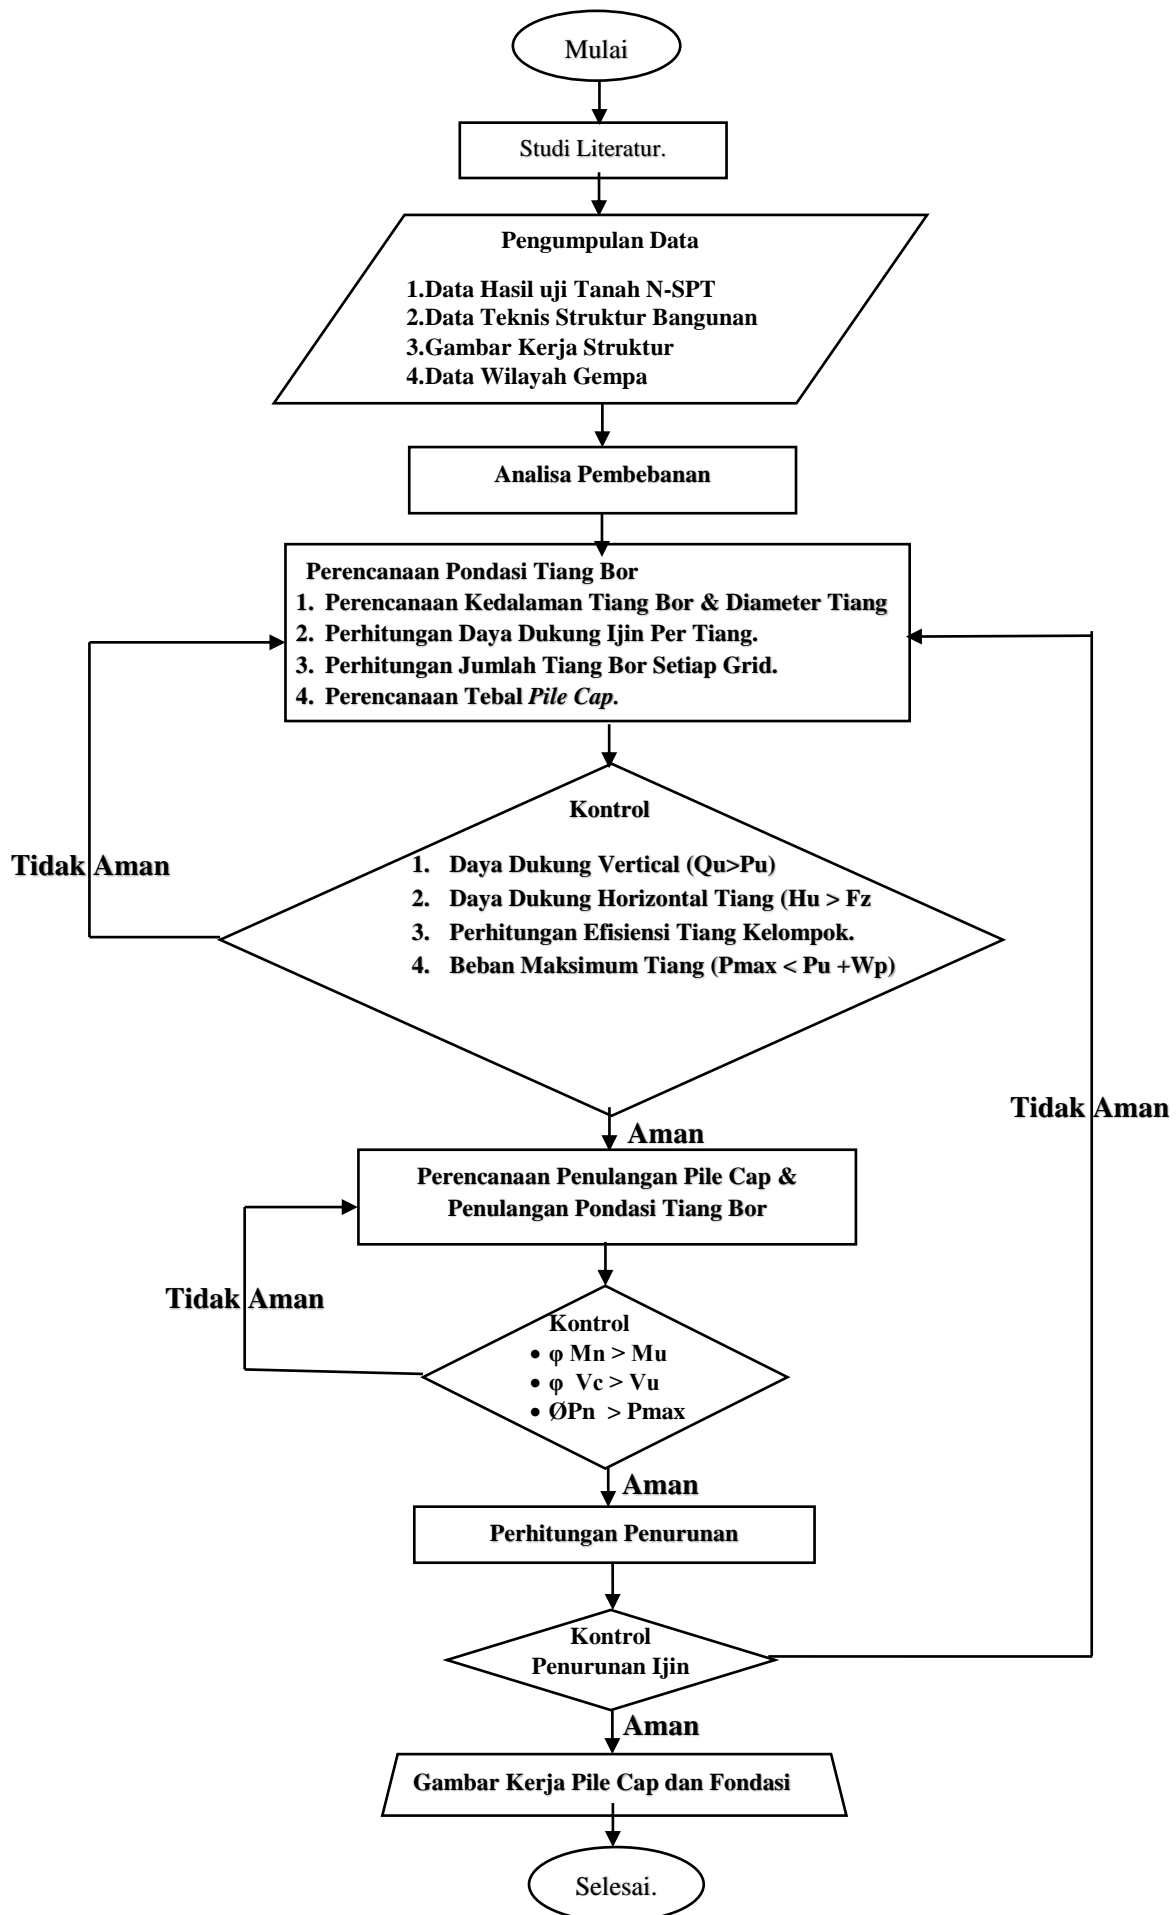 Mulai
Studi Literatur.
Pengumpulan Data
1.Data Hasil uji Tanah N-SPT
2.Data Teknis Struktur Bangunan
3.Gambar Kerja Struktur
4.Data Wilayah Gempa
Analisa Pembebanan
Perencanaan Pondasi Tiang Bor
1. Perencanaan Kedalaman Tiang Bor & Diameter Tiang
2. Perhitungan Daya Dukung Ijin Per Tiang.
3. Perhitungan Jumlah Tiang Bor Setiap Grid.
4. Perencanaan Tebal Pile Cap.
Kontrol
Tidak Aman
1. Daya Dukung Vertical (Qu>Pu)
2. Daya Dukung Horizontal Tiang (Hu > Fz
3. Perhitungan Efisiensi Tiang Kelompok.
4. Beban Maksimum Tiang (Pmax < Pu +Wp)
Tidak Aman
Aman
Perencanaan Penulangan Pile Cap &
Penulangan Pondasi Tiang Bor
Tidak Aman
Kontrol
• φ Mn > Mu
• φ Vc > Vu
• ØPn > Pmax
Aman
Perhitungan Penurunan
Kontrol
Penurunan Ijin
Aman
Gambar Kerja Pile Cap dan Fondasi
Selesai.